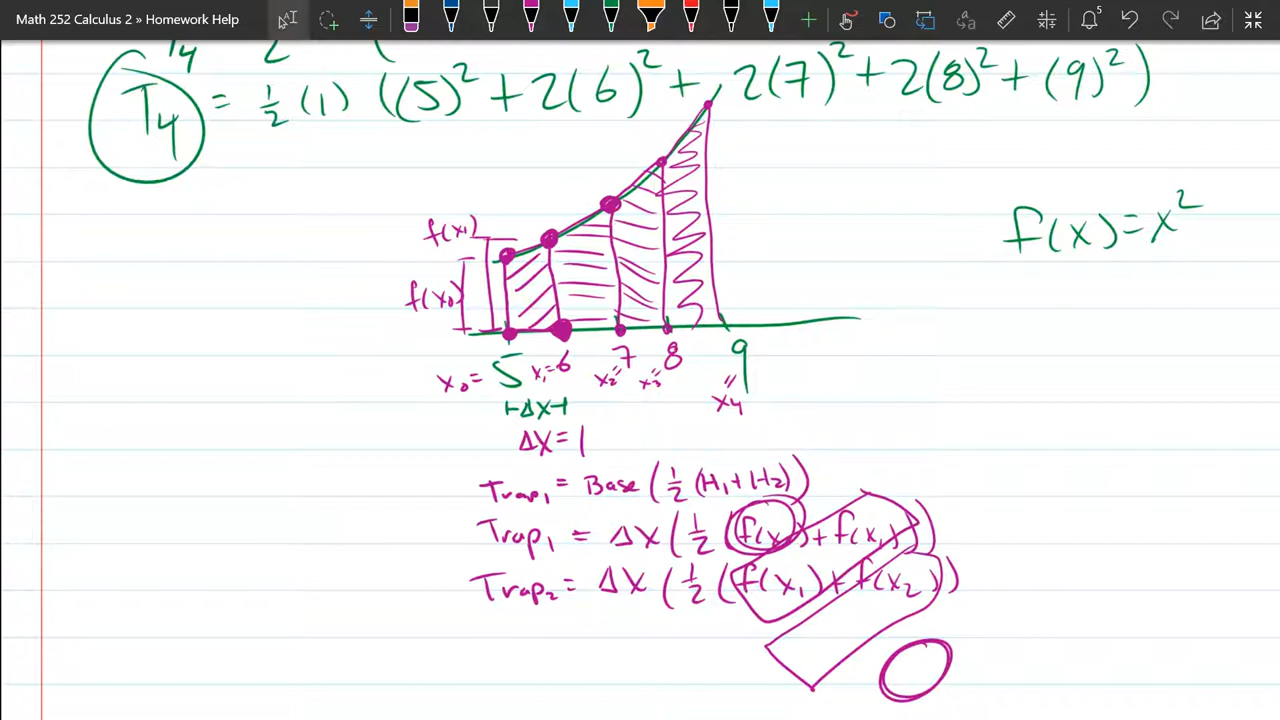 Math 252 Calculus 2 » Homework Help
T4 2 (
T4 = 1/2 (1) ((5)² + 2(6)² + 2(7)² + 2(8)² + (9)²)
f(x) = x²
f(x1)
f(x0)
x0 = 5 x1 = 6 x2 = 7 x3 = 8 x4 = 9
Δx
Δx = 1
Trap1 = Base (1/2 (H1 + H2))
Trap1 = Δx (1/2 (f(x0) + f(x1)))
Trap2 = Δx (1/2 (f(x1) + f(x2)))